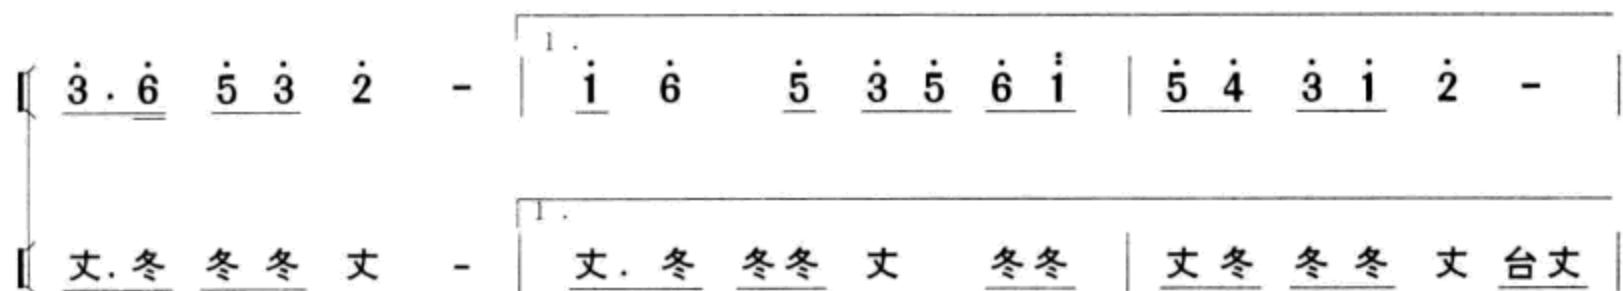 1.
3̇ . 6̇ 5̇ 3̇ 2̇ - | 1̇ 6̇ 5̇ 3̇ 5̇ 6̇ 1̈ | 5̇ 4̇ 3̇ 1̇ 2̇ - |
1.
丈 . 冬 冬 冬 丈 - | 丈 . 冬 冬冬 丈 冬冬 | 丈 冬 冬 冬 丈 台丈 |